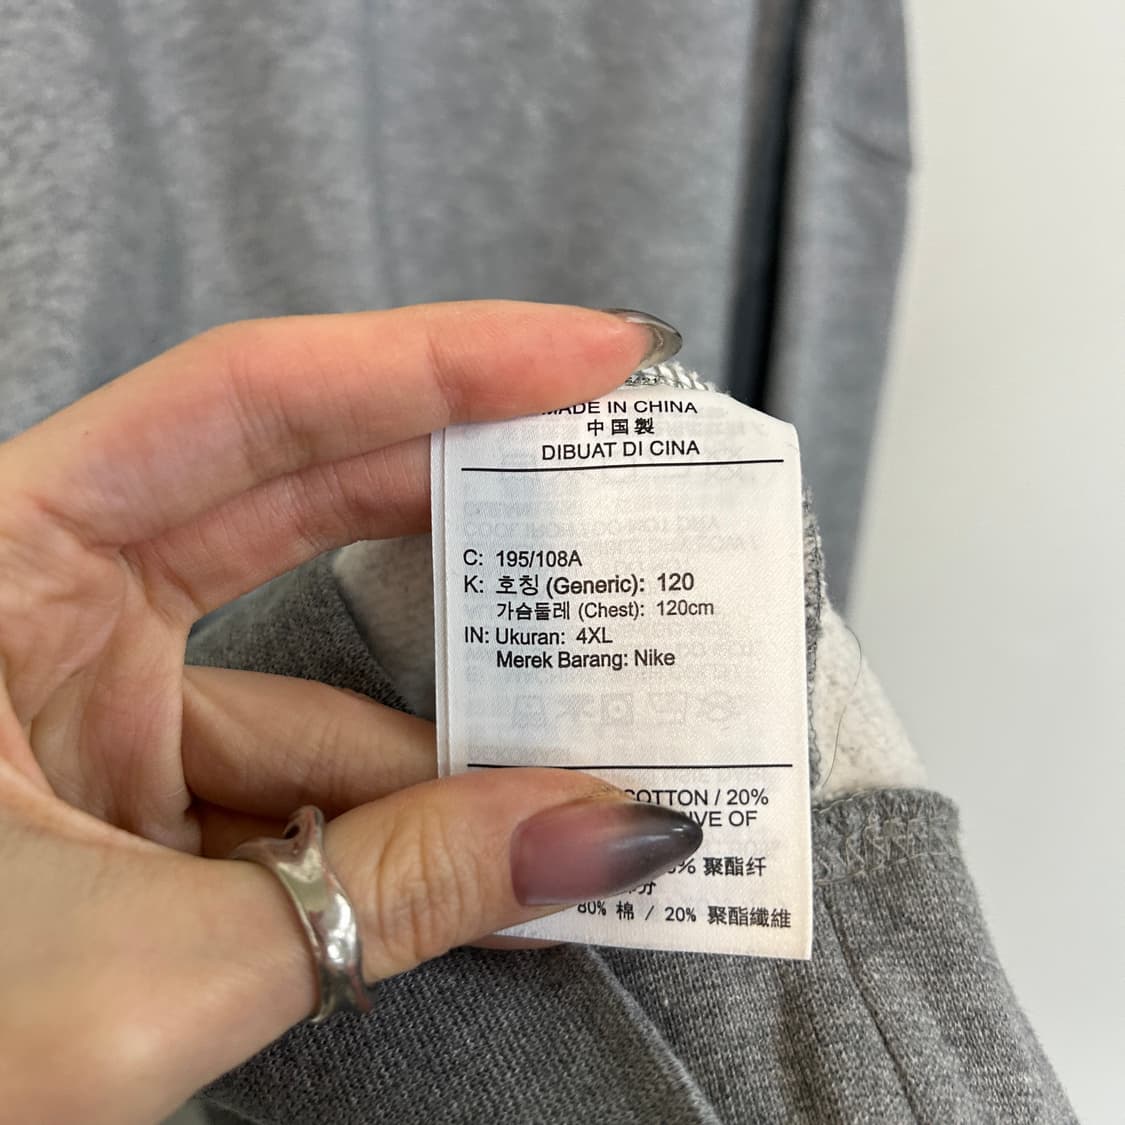 MADE IN CHINA
中国製
DIBUAT DI CINA
C: 195/108A
K: 호칭 (Generic): 120
가슴둘레 (Chest): 120cm
IN: Ukuran: 4XL
Merek Barang: Nike
COTTON / 20%
OF
聚酯纤
80% 棉 / 20% 聚酯纖維